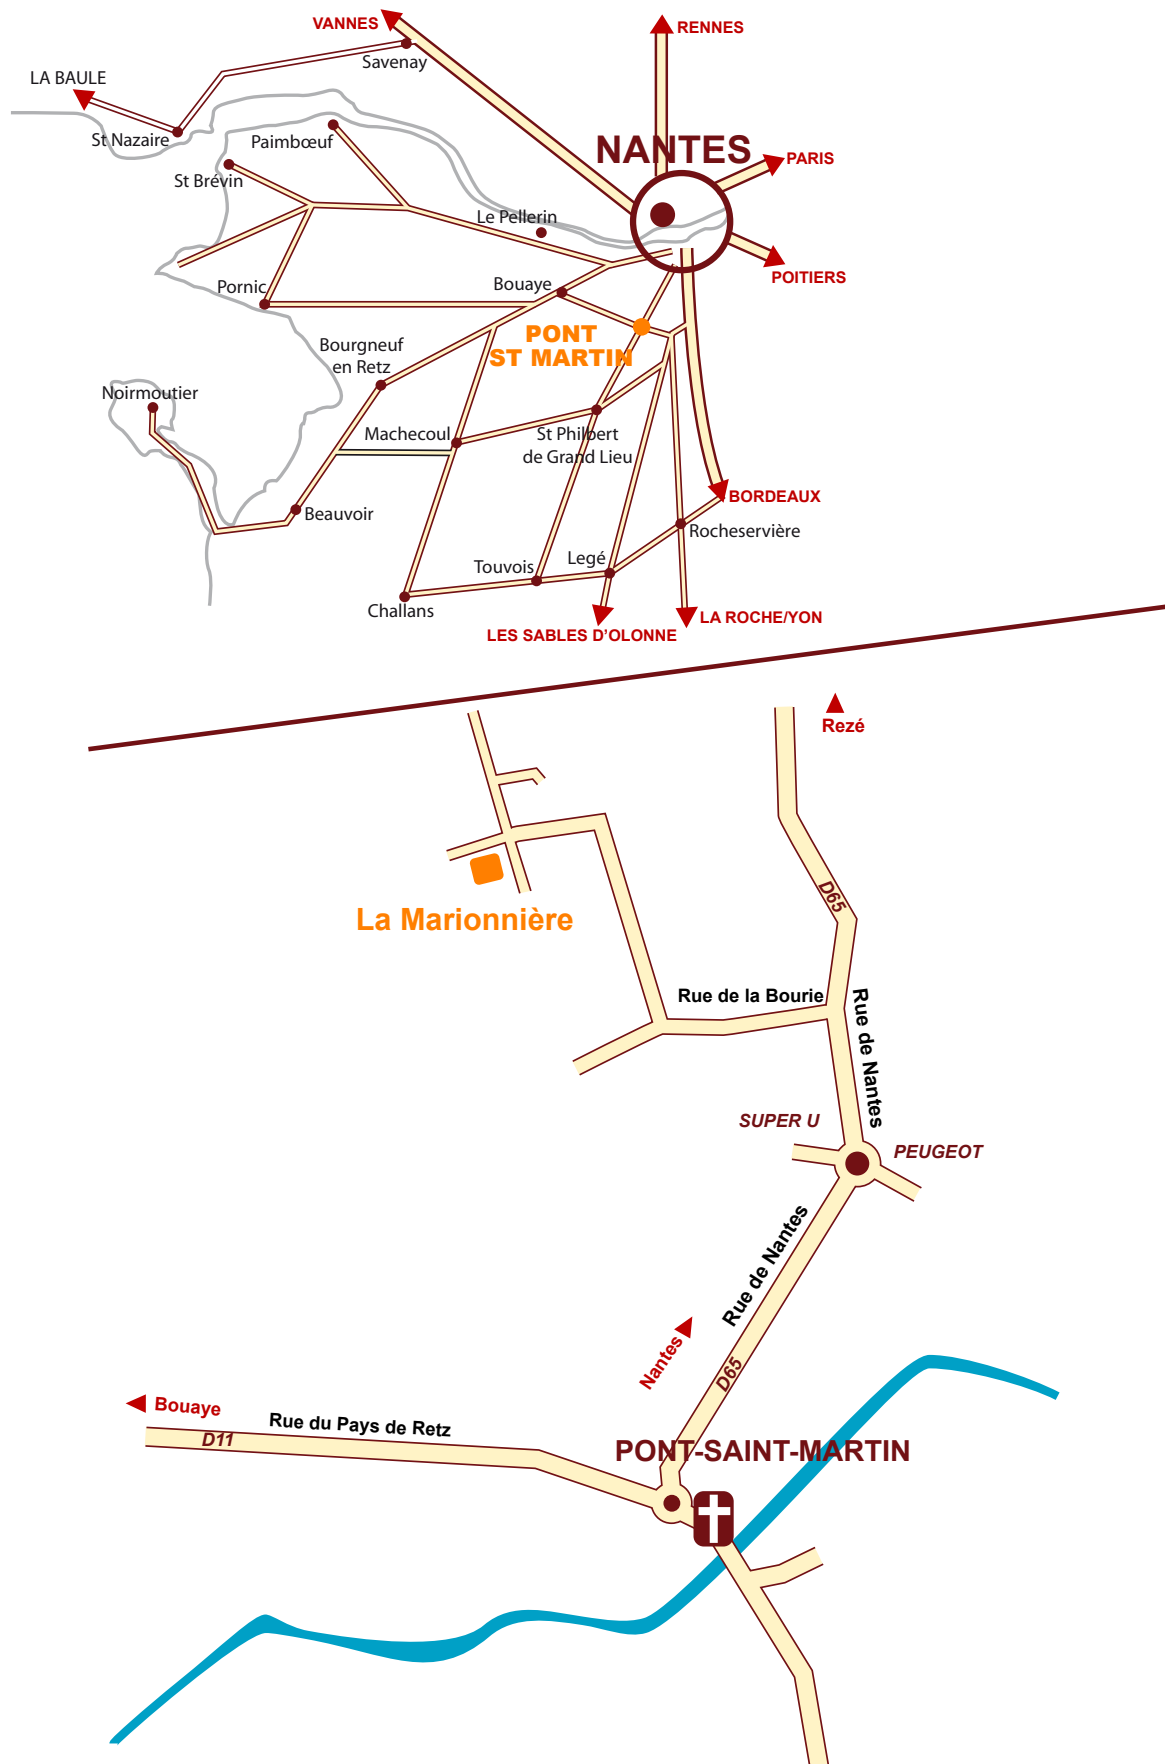 VANNES
RENNES
Savenay
LA BAULE
St Nazaire
Paimbœuf
NANTES
PARIS
St Brévin
Le Pellerin
POITIERS
Pornic
Bouaye
PONT
ST MARTIN
Bourgneuf
en Retz
Noirmoutier
Machecoul
St Philbert
de Grand Lieu
BORDEAUX
Beauvoir
Rocheservière
Legé
Touvois
Challans
LA ROCHE/YON
LES SABLES D'OLONNE
Rezé
D65
La Marionnière
Rue de la Bourie
Rue de Nantes
SUPER U
PEUGEOT
Rue de Nantes
Nantes
D65
Bouaye
Rue du Pays de Retz
D11
PONT-SAINT-MARTIN